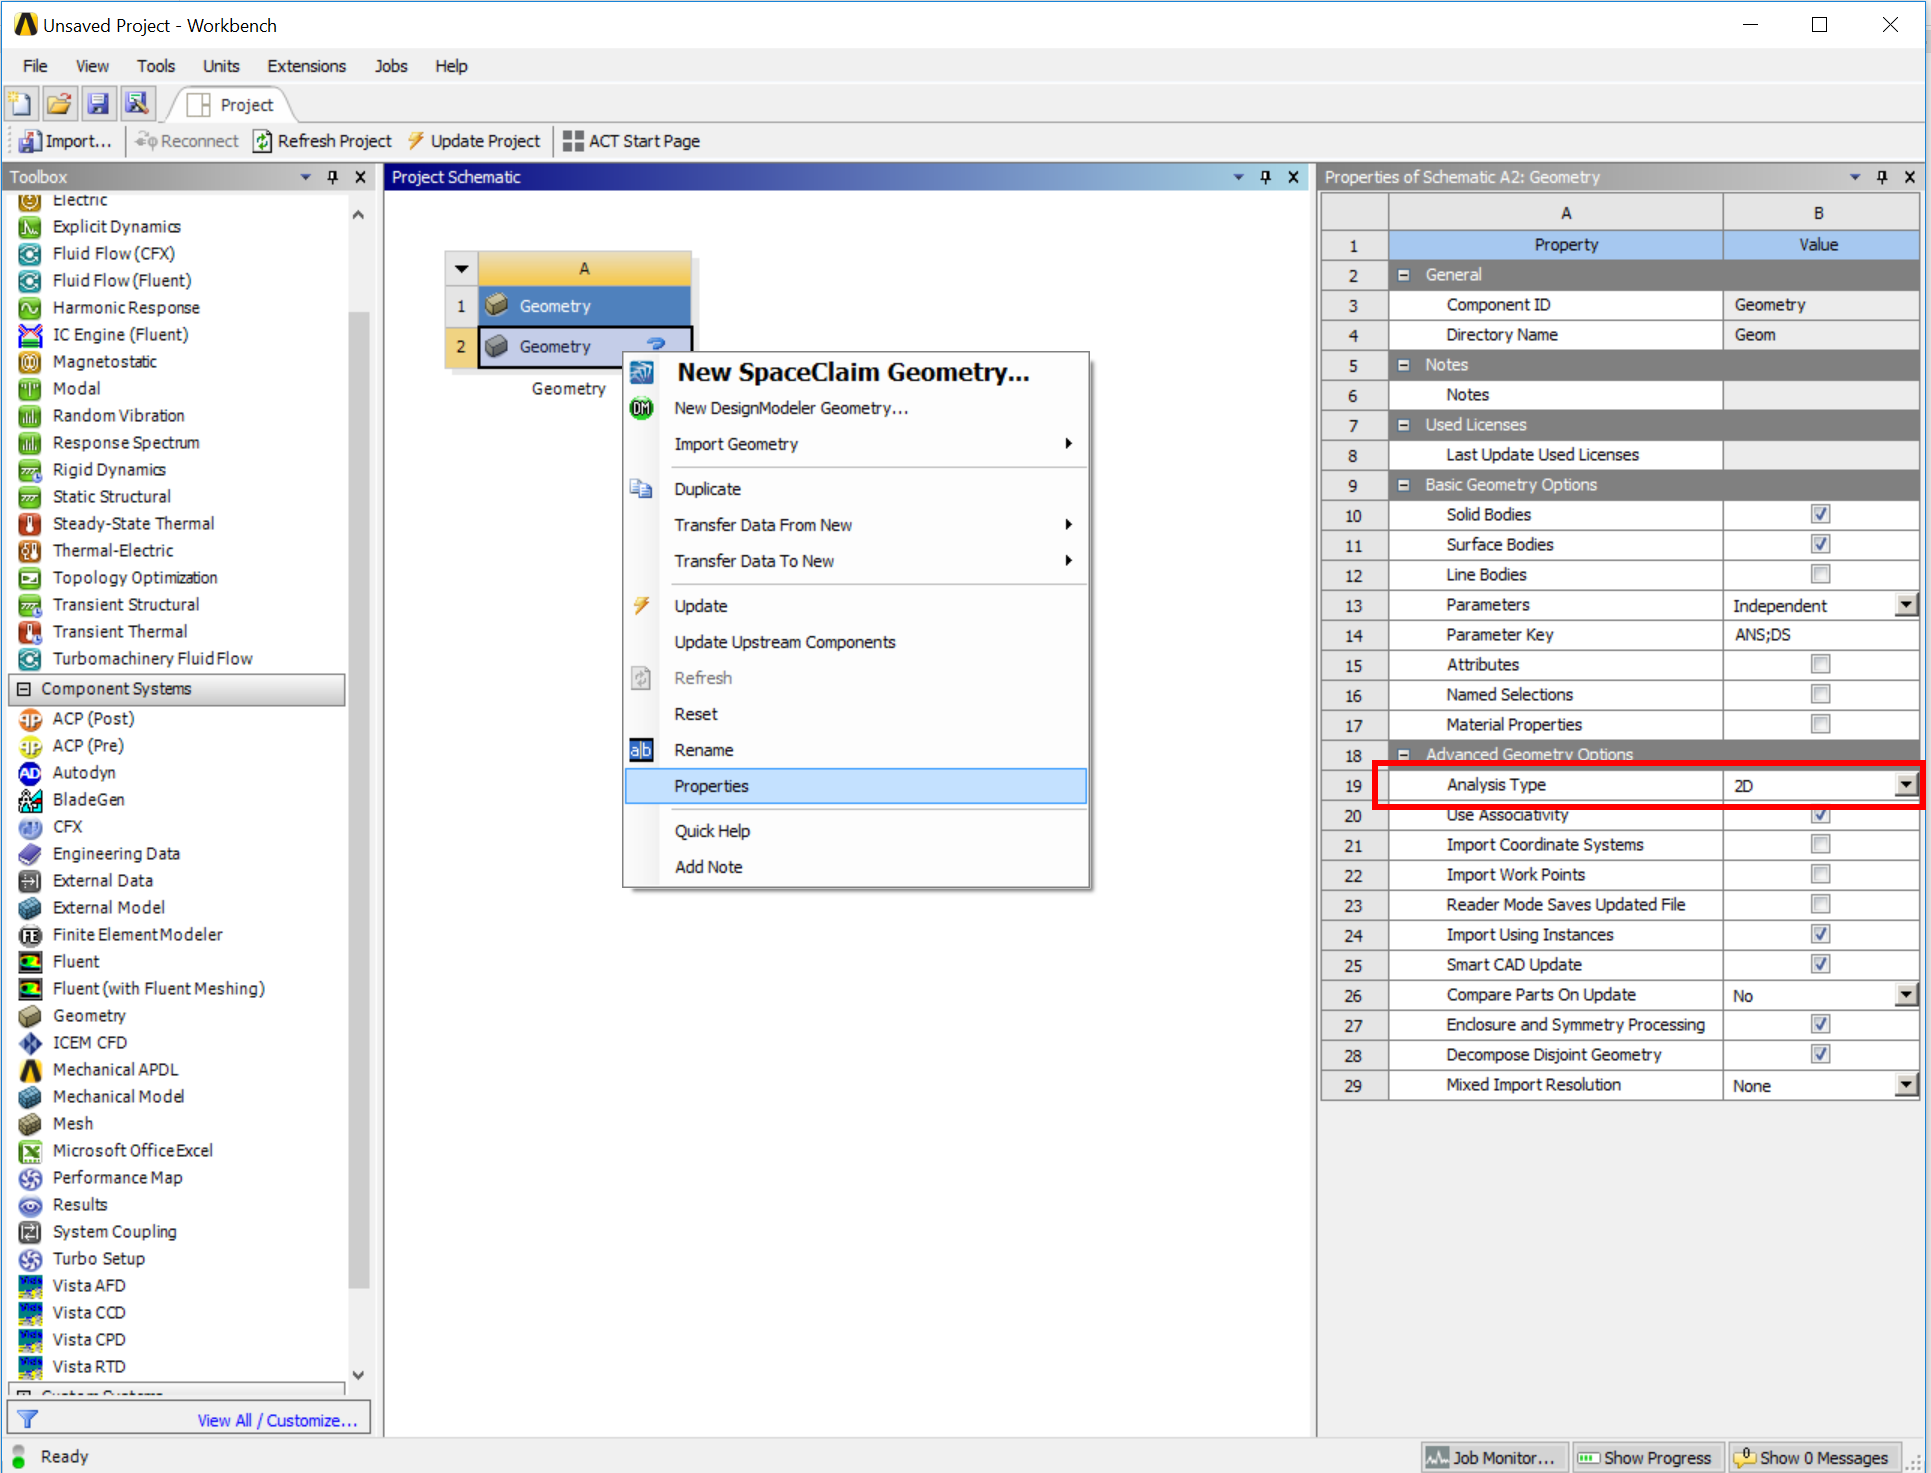 Unsaved Project - Workbench
File View Tools Units Extensions Jobs Help
Project
Import... Reconnect Refresh Project Update Project ACT Start Page
Toolbox
Electric
Explicit Dynamics
Fluid Flow (CFX)
Fluid Flow (Fluent)
Harmonic Response
IC Engine (Fluent)
Magnetostatic
Modal
Random Vibration
Response Spectrum
Rigid Dynamics
Static Structural
Steady-State Thermal
Thermal-Electric
Topology Optimization
Transient Structural
Transient Thermal
Turbomachinery Fluid Flow
Component Systems
ACP (Post)
ACP (Pre)
Autodyn
BladeGen
CFX
Engineering Data
External Data
External Model
Finite Element Modeler
Fluent
Fluent (with Fluent Meshing)
Geometry
ICEM CFD
Mechanical APDL
Mechanical Model
Mesh
Microsoft Office Excel
Performance Map
Results
System Coupling
Turbo Setup
Vista AFD
Vista CCD
Vista CPD
Vista RTD
Custom Systems
View All / Customize...
Project Schematic
A
1 Geometry
2 Geometry
Geometry
New SpaceClaim Geometry...
DM New DesignModeler Geometry...
Import Geometry
Duplicate
Transfer Data From New
Transfer Data To New
Update
Update Upstream Components
Refresh
Reset
a|b Rename
Properties
Quick Help
Add Note
Properties of Schematic A2: Geometry
A B
1 Property Value
2 General
3 Component ID Geometry
4 Directory Name Geom
5 Notes
6 Notes
7 Used Licenses
8 Last Update Used Licenses
9 Basic Geometry Options
10 Solid Bodies
11 Surface Bodies
12 Line Bodies
13 Parameters Independent
14 Parameter Key ANS;DS
15 Attributes
16 Named Selections
17 Material Properties
18 Advanced Geometry Options
19 Analysis Type 2D
20 Use Associativity
21 Import Coordinate Systems
22 Import Work Points
23 Reader Mode Saves Updated File
24 Import Using Instances
25 Smart CAD Update
26 Compare Parts On Update No
27 Enclosure and Symmetry Processing
28 Decompose Disjoint Geometry
29 Mixed Import Resolution None
Ready
Job Monitor... Show Progress 0 Show 0 Messages